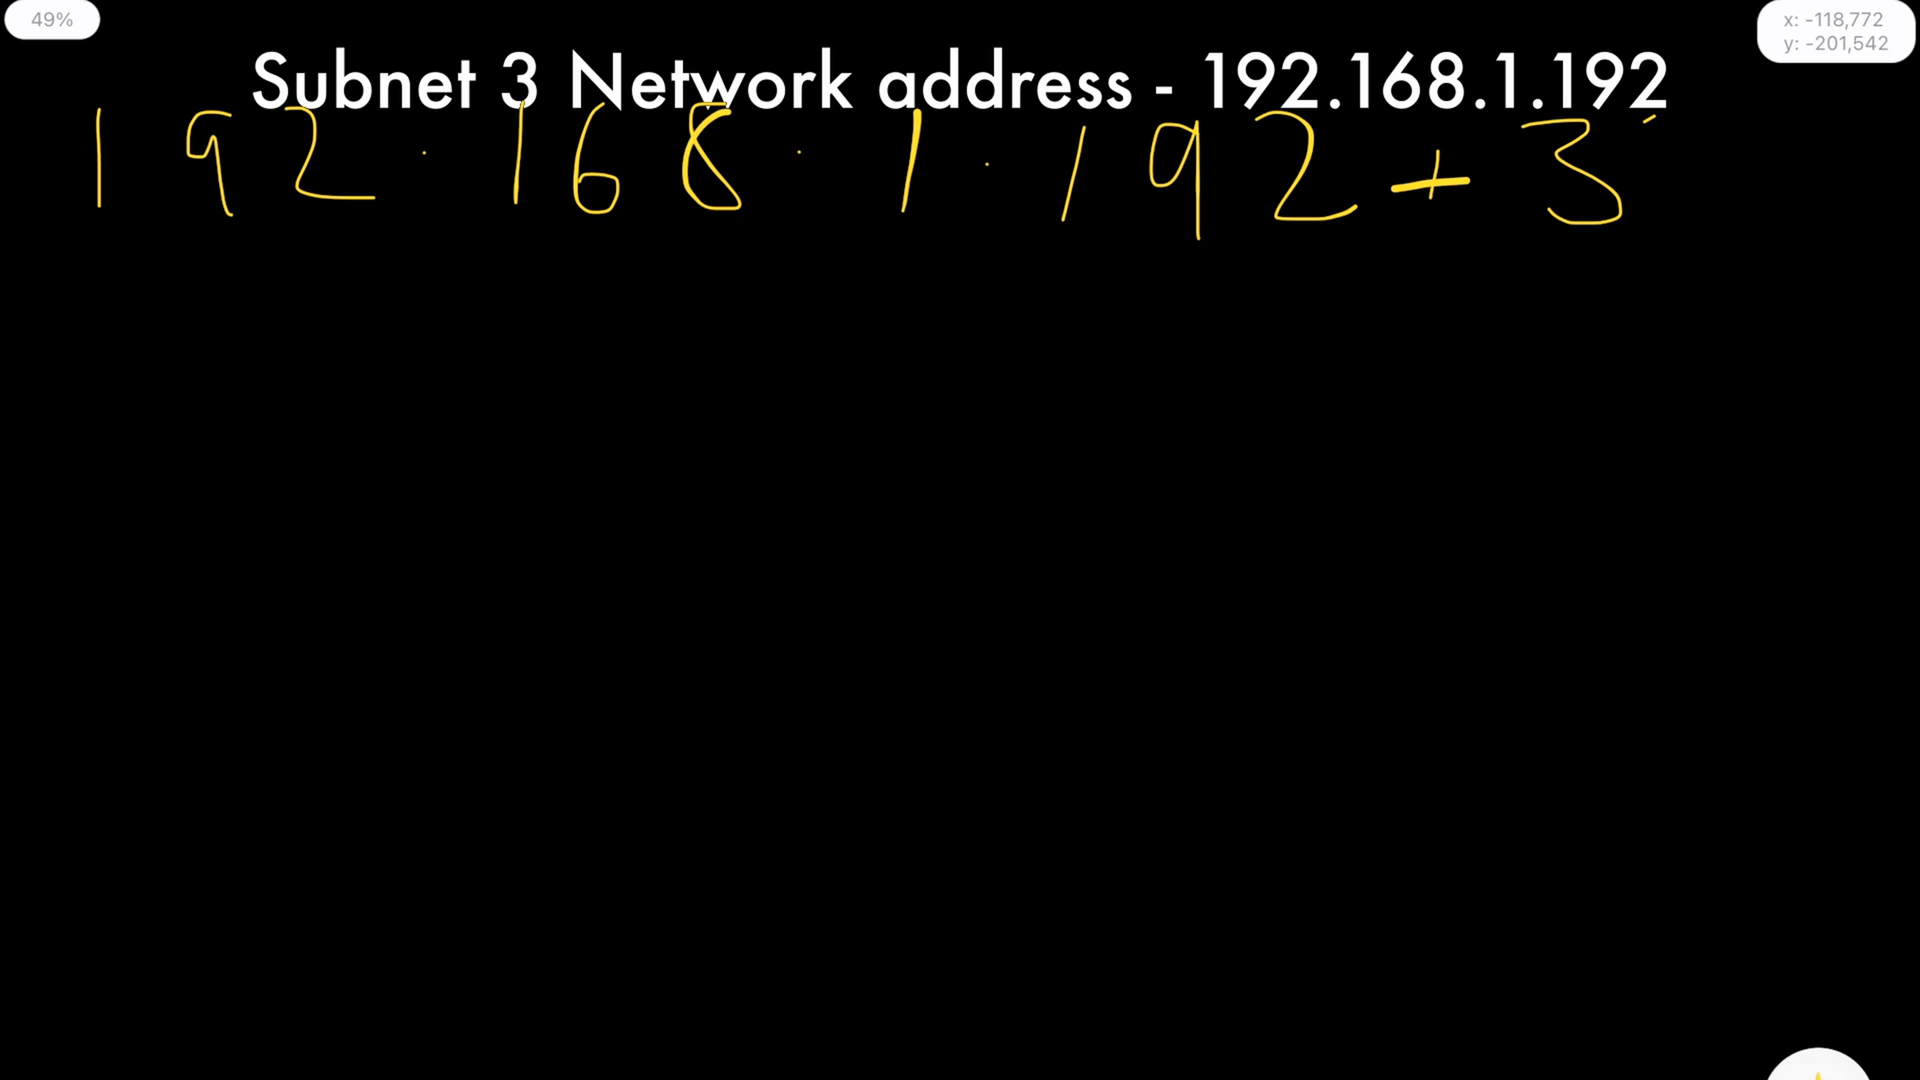 49%
x: -118,772
y: -201,542
Subnet 3 Network address - 192.168.1.192
192.168.1.192+3